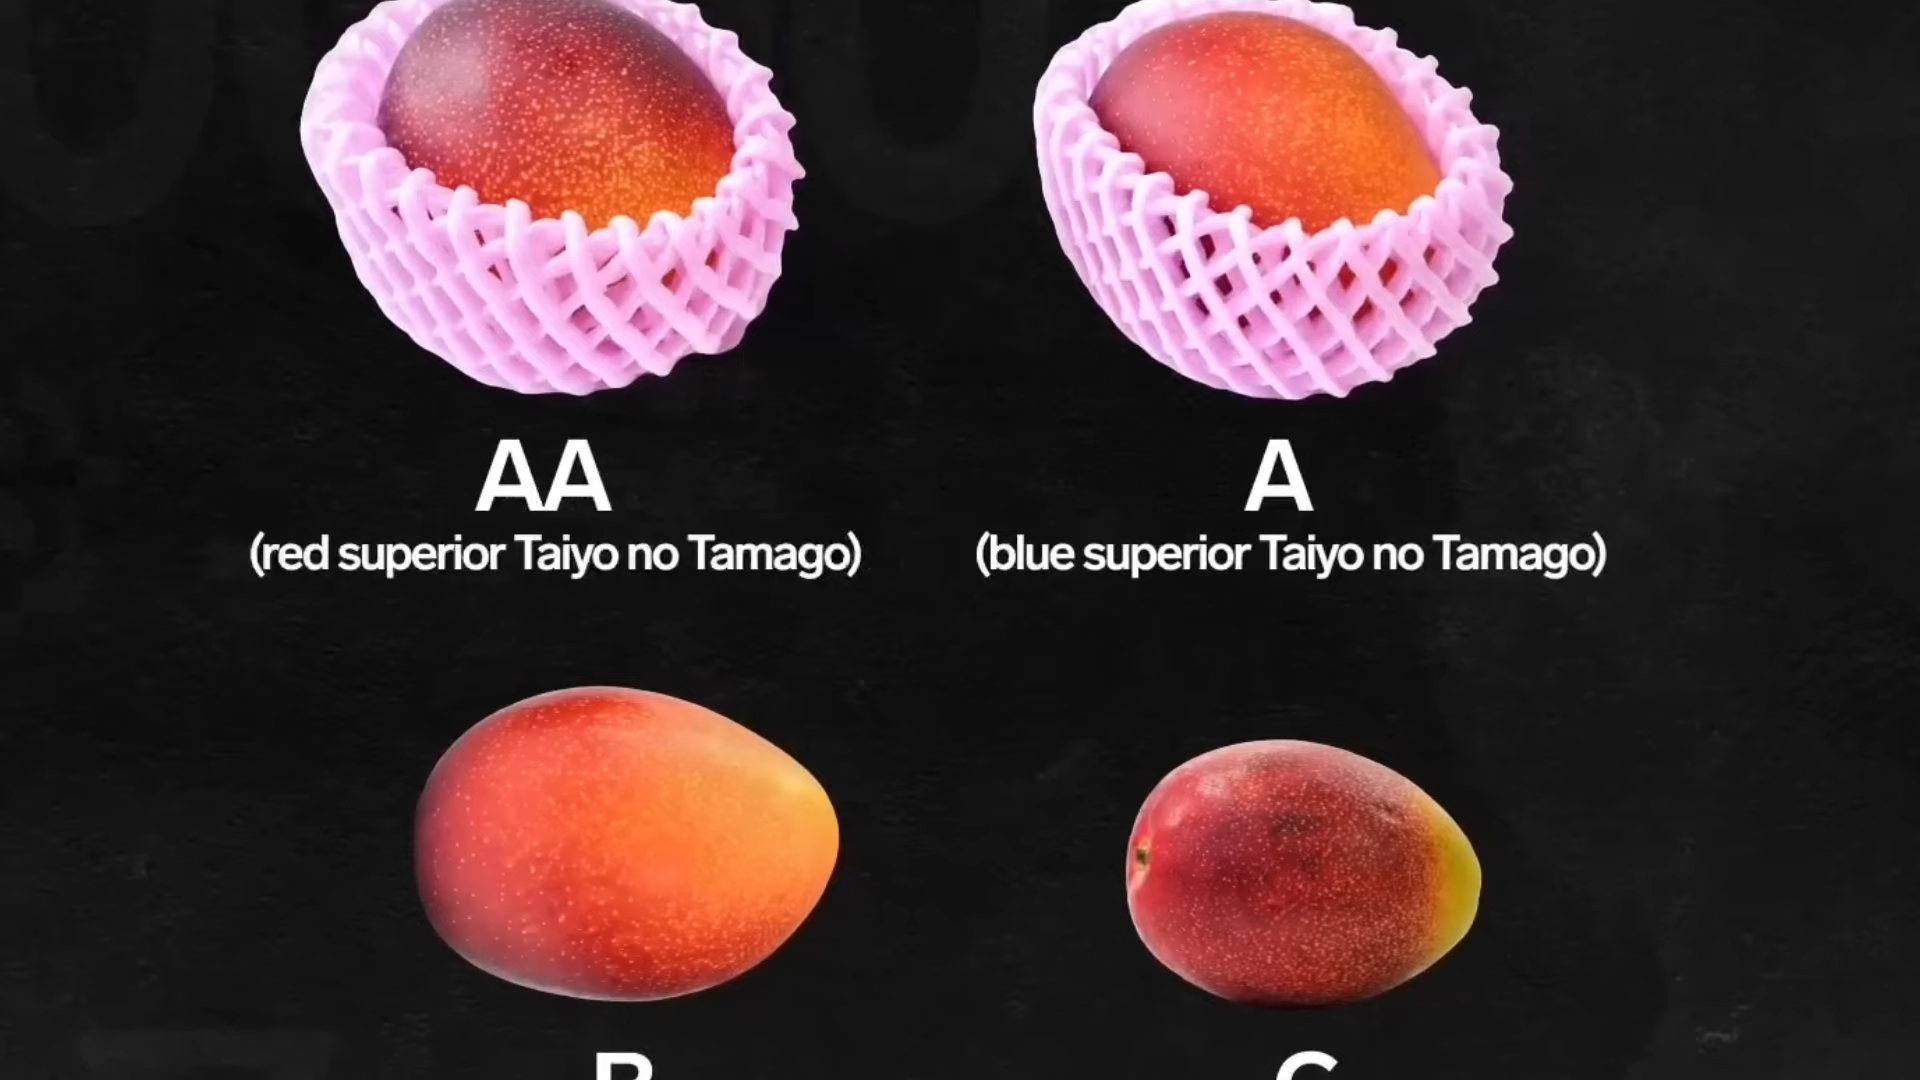 AA
A
(red superior Taiyo no Tamago)
(blue superior Taiyo no Tamago)
B
C